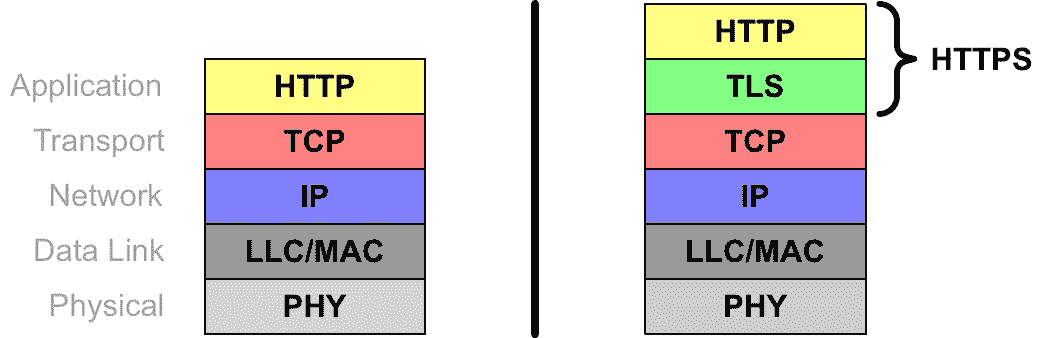 HTTP
HTTPS
Application HTTP TLS
Transport TCP TCP
Network IP IP
Data Link LLC/MAC LLC/MAC
Physical PHY PHY